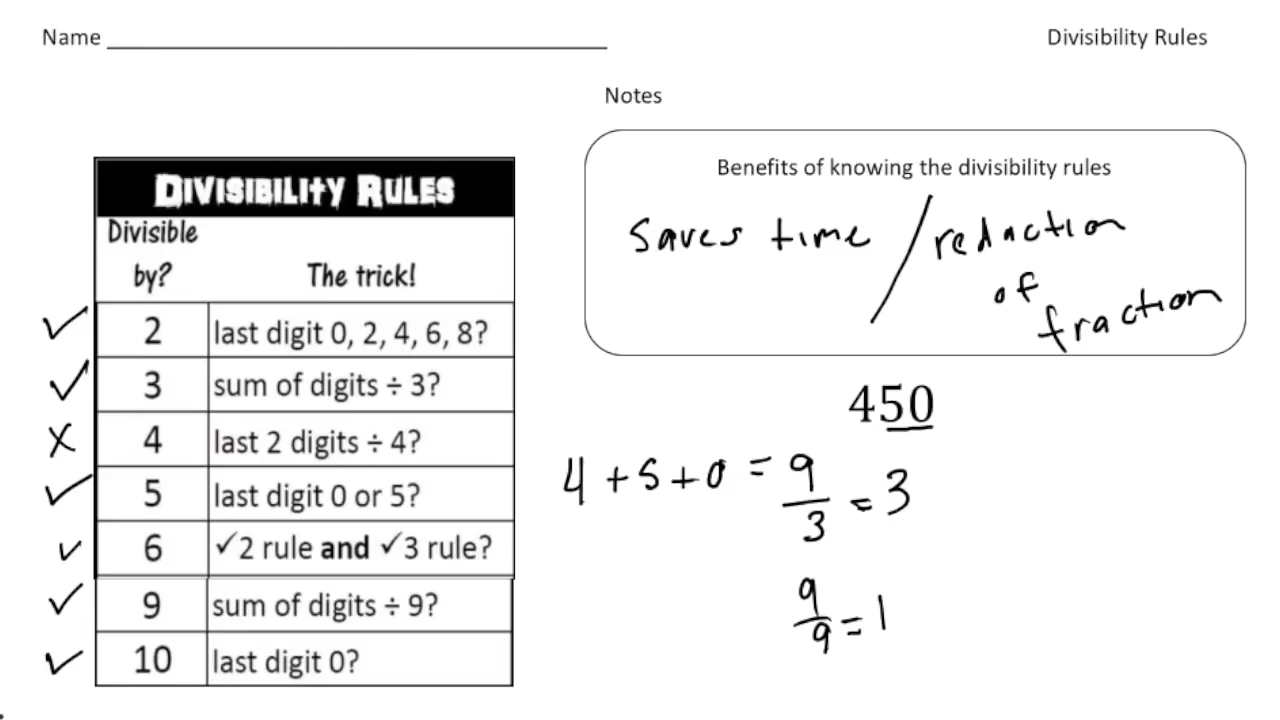 Name ____________________
Divisibility Rules
Notes
Benefits of knowing the divisibility rules
saves time / reduction
of
fraction
DIVISIBILITY RULES
Divisible
by? The trick!
✓ 2 last digit 0, 2, 4, 6, 8?
✓ 3 sum of digits ÷ 3?
X 4 last 2 digits ÷ 4?
✓ 5 last digit 0 or 5?
✓ 6 ✓2 rule and ✓3 rule?
✓ 9 sum of digits ÷ 9?
✓ 10 last digit 0?
450
4 + 5 + 0 = 9/3 = 3
9/9 = 1